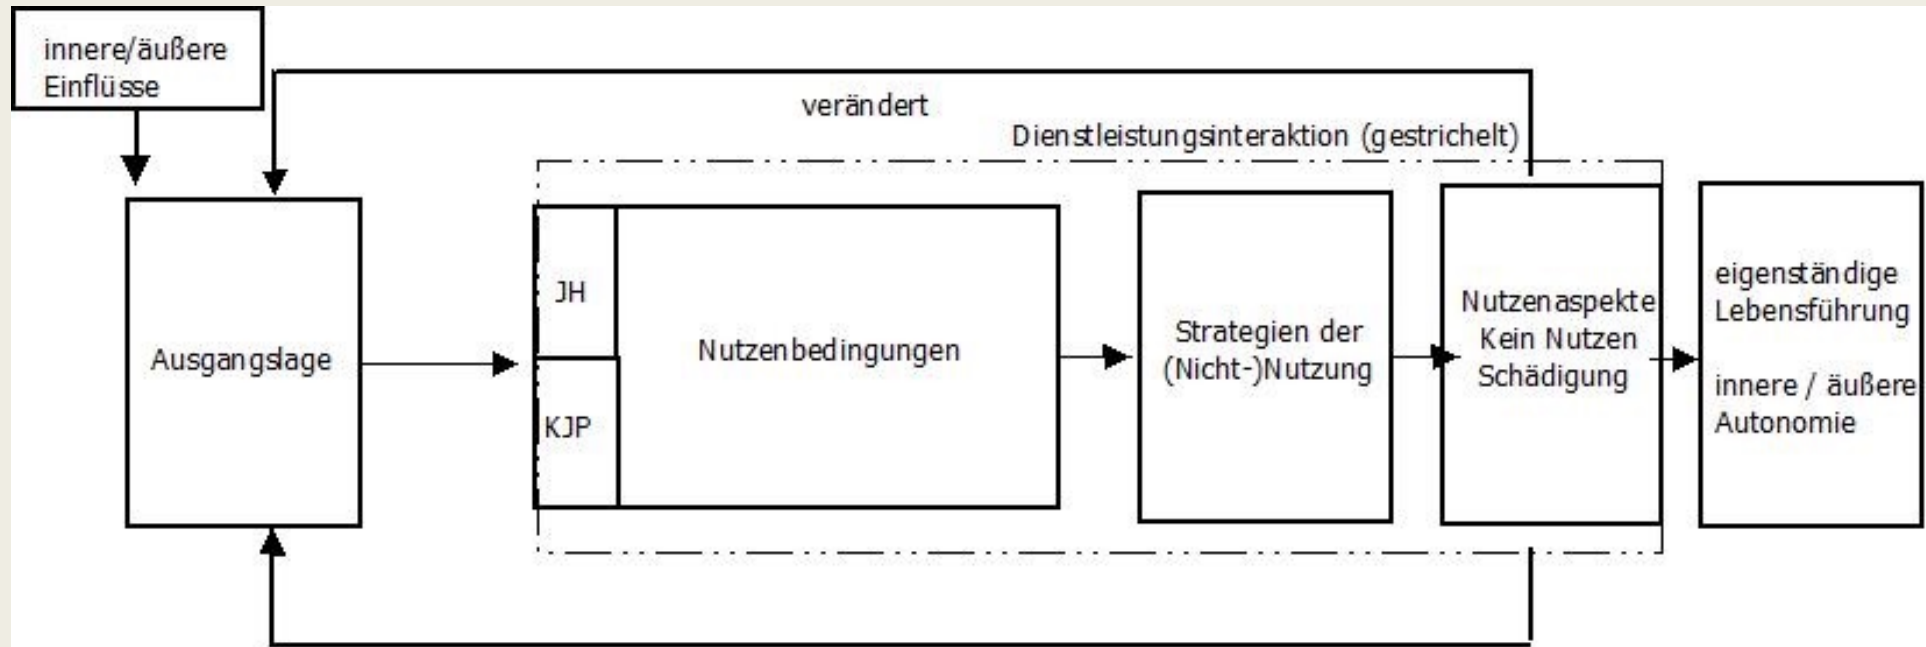 innere/äußere
Einflüsse
verändert
Dienstleistungsinteraktion (gestrichelt)
Ausgangslage
JH
KJP
Nutzenbedingungen
Strategien der
(Nicht-)Nutzung
Nutzenaspekte
Kein Nutzen
Schädigung
eigenständige
Lebensführung
innere / äußere
Autonomie